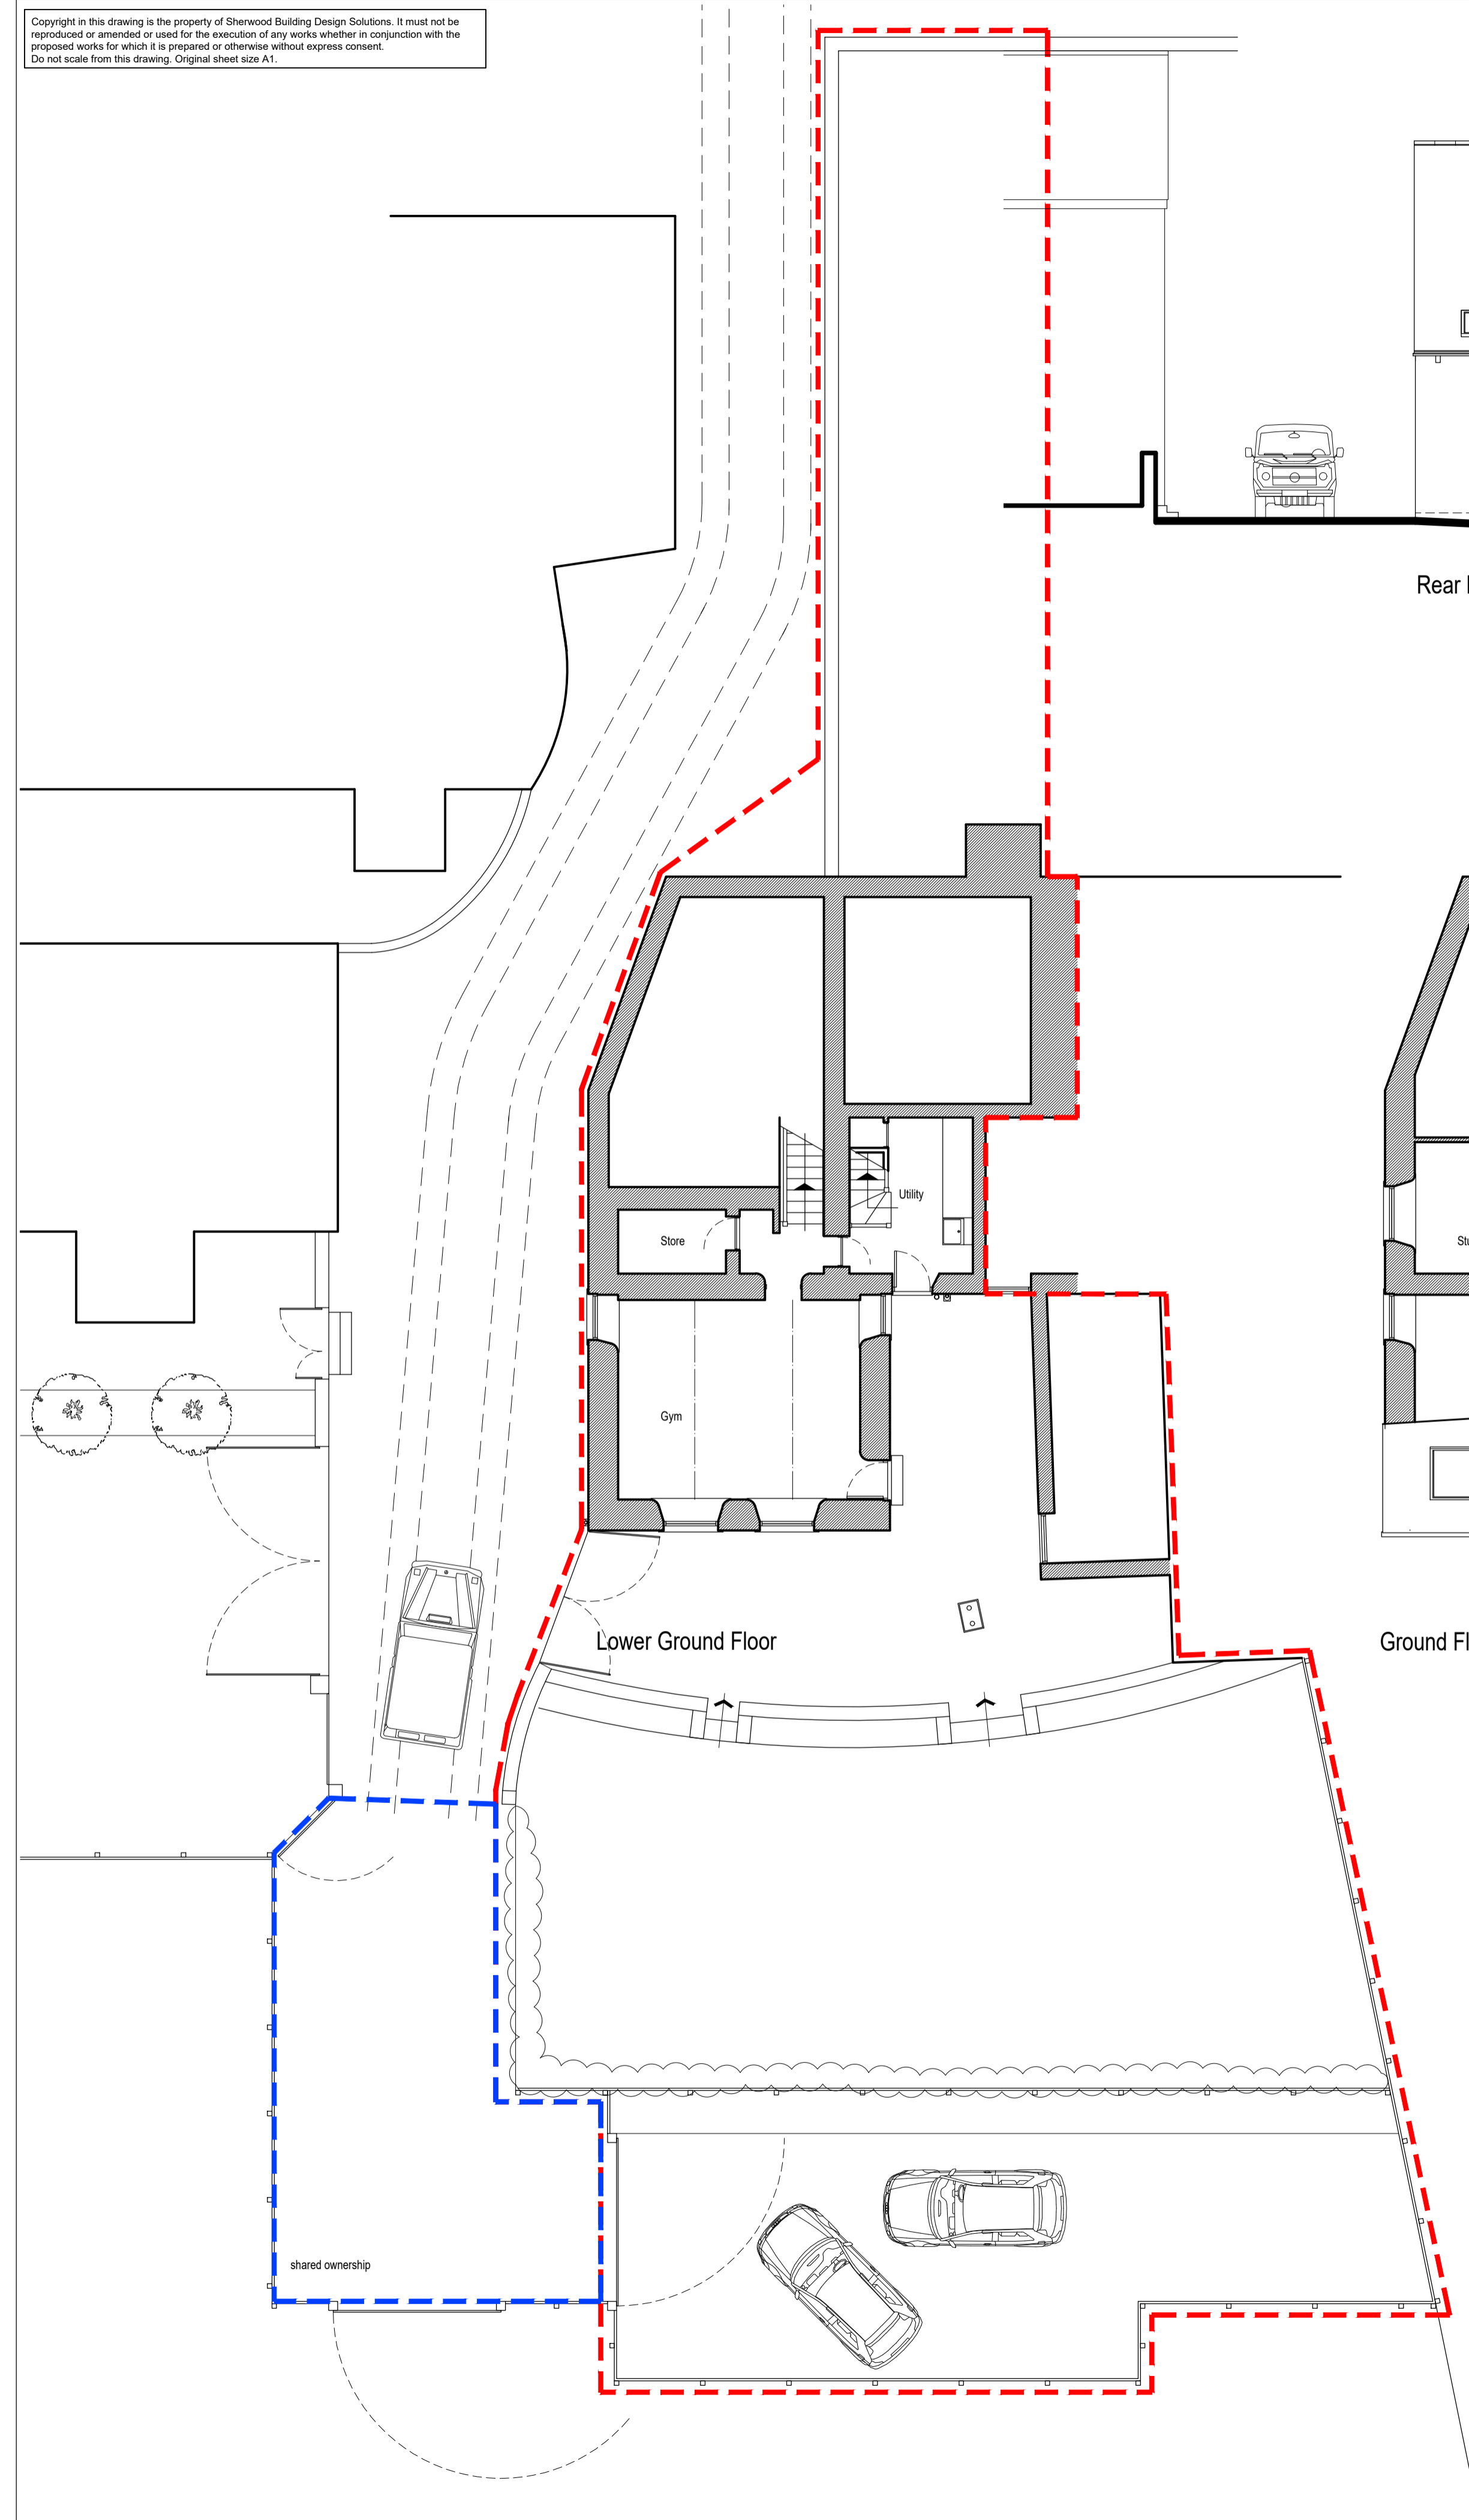 Copyright in this drawing is the property of Sherwood Building Design Solutions. It must not be
reproduced or amended or used for the execution of any works whether in conjunction with the
proposed works for which it is prepared or otherwise without express consent.
Do not scale from this drawing. Original sheet size A1.
Rear
Utility
Store
Gym
Lower Ground Floor
Ground
shared ownership